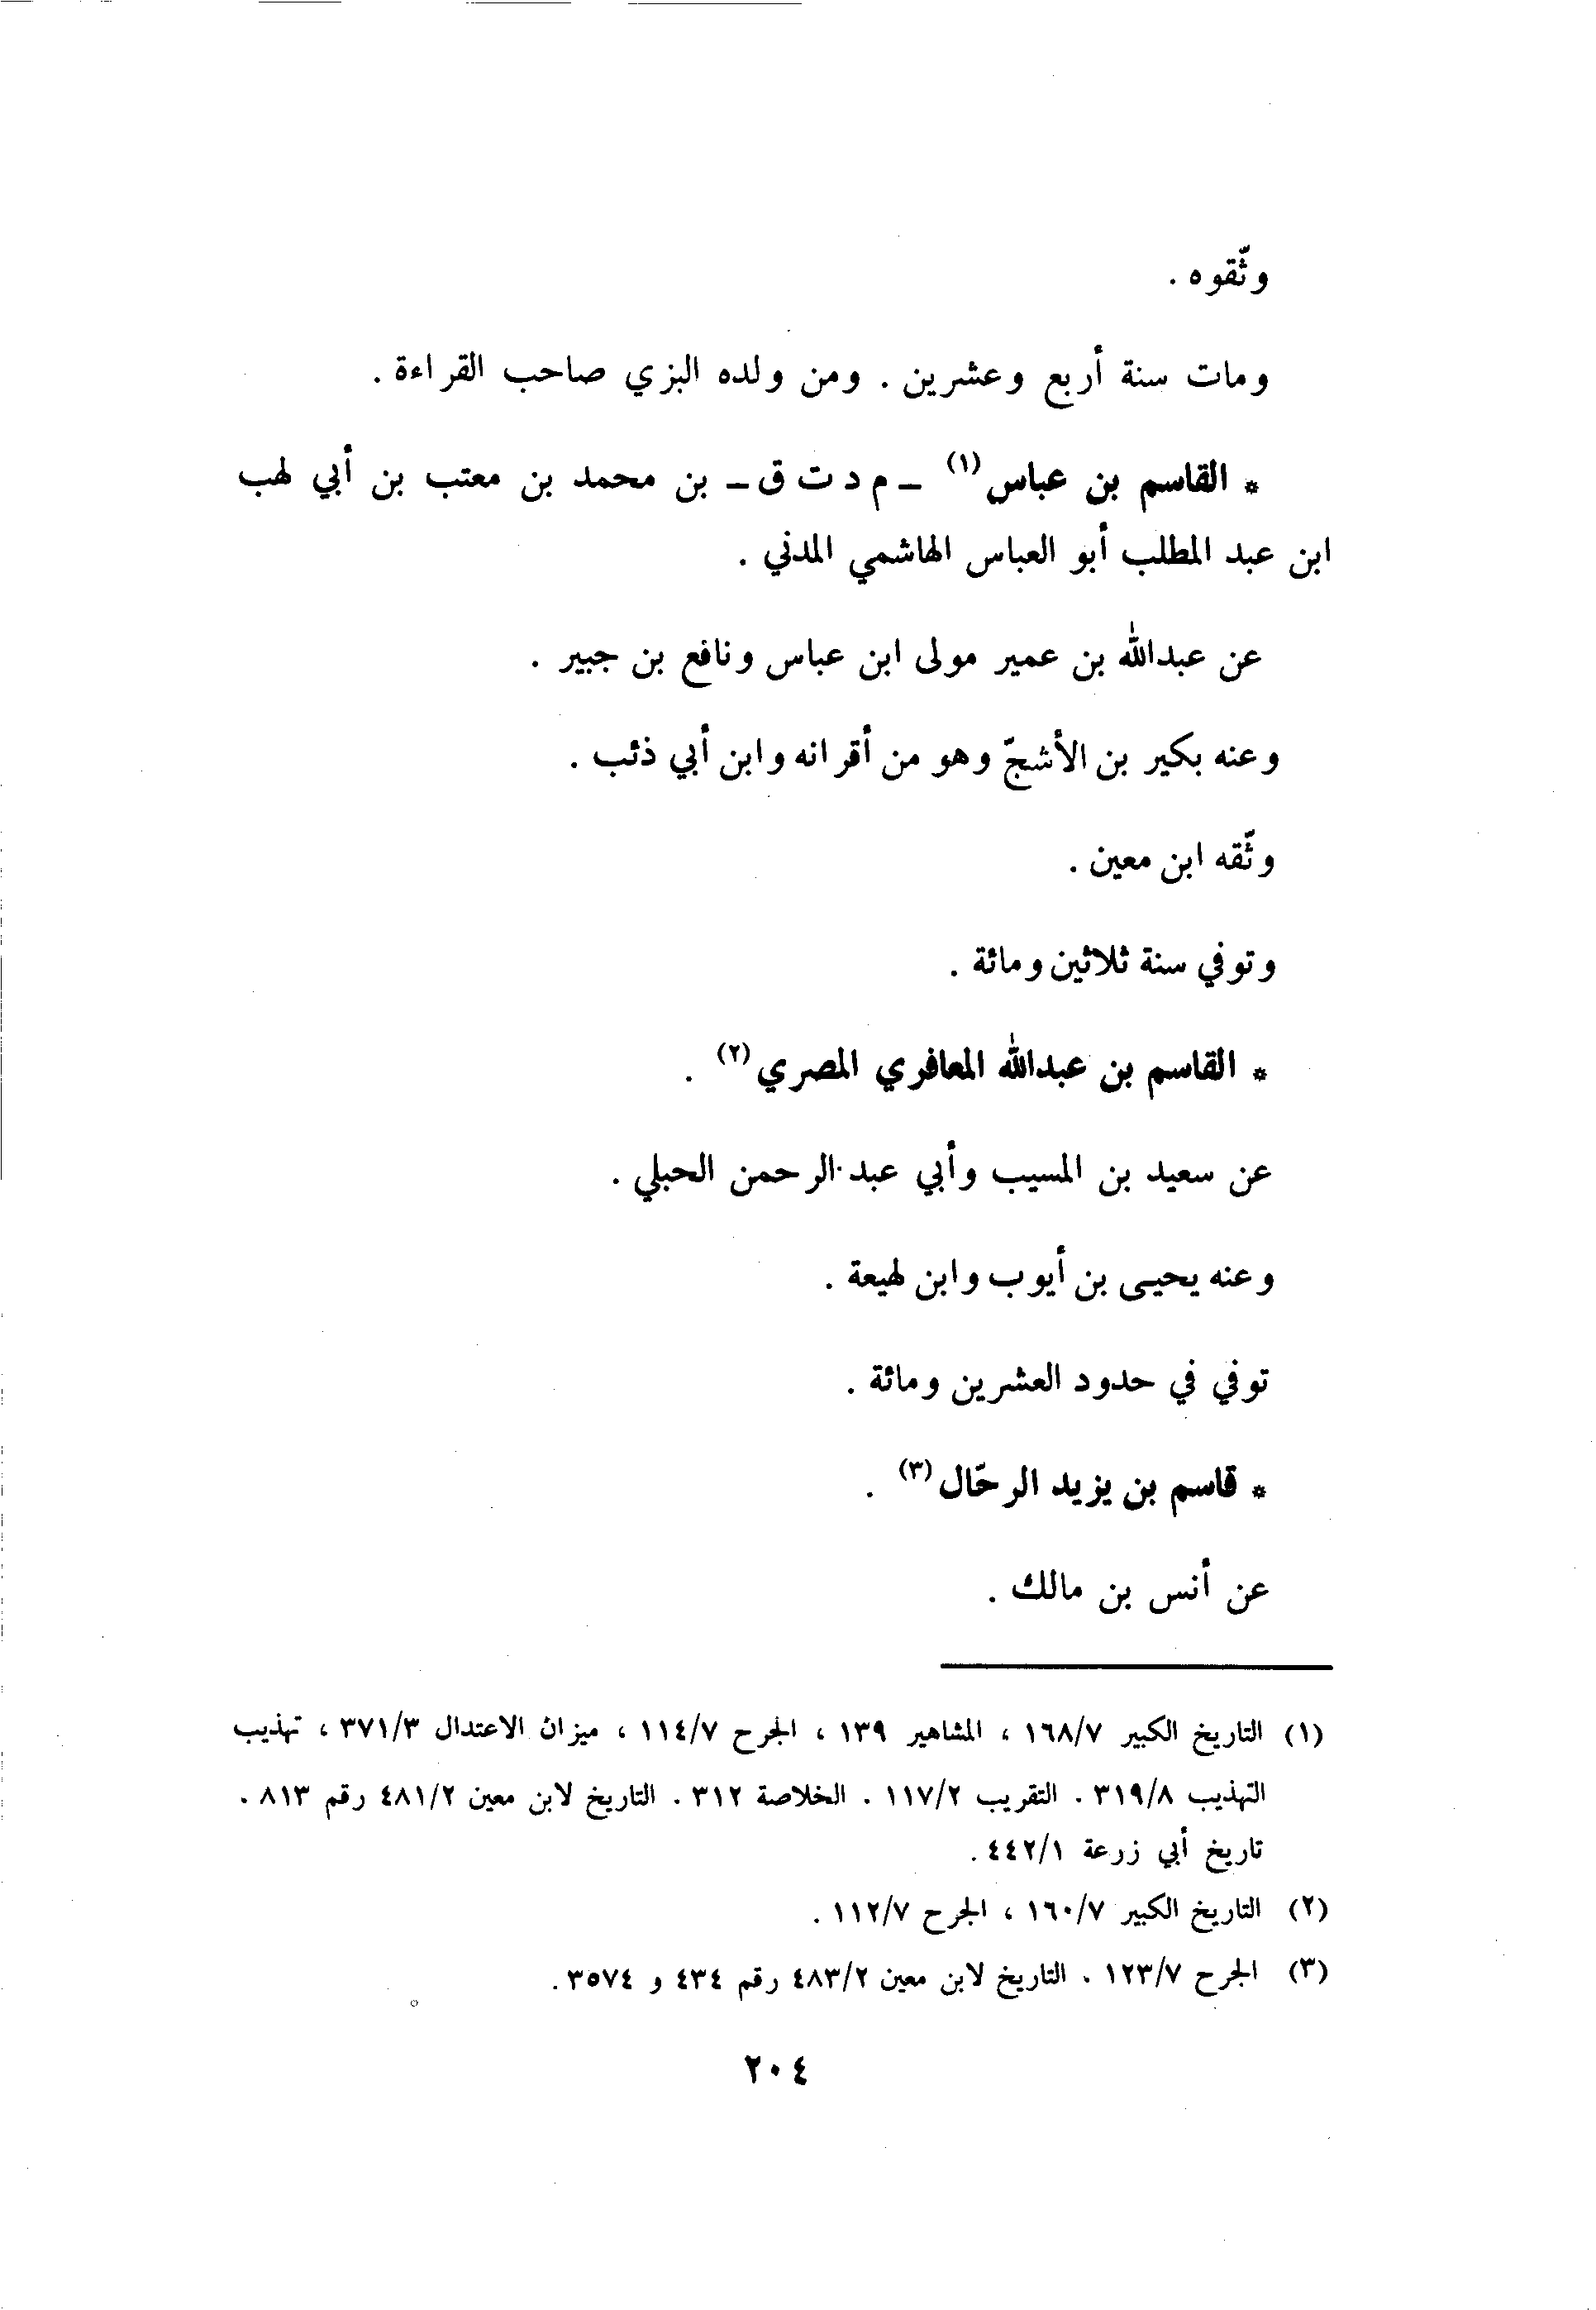 وثّقوه .
ومات سنة أربع وعشرين . ومن ولده البزي صاحب القراءة .
* القاسم بن عباس (١) ـ م د ت ق ـ بن محمد بن معتب بن أبي لهب
ابن عبد المطلب أبو العباس الهاشمي المدني .
عن عبدالله بن عمير مولى ابن عباس ونافع بن جبير .
وعنه بكير بن الأشجّ وهو من أقرانه وابن أبي ذئب .
وثّقه ابن معين .
وتوفي سنة ثلاثين ومائة .
* القاسم بن عبدالله المعافري المصري (٢) .
عن سعيد بن المسيب وأبي عبد الرحمن الحبلي .
وعنه يحيى بن أيوب وابن لهيعة .
توفي في حدود العشرين ومائة .
* قاسم بن يزيد الرحّال (٣) .
عن أنس بن مالك .
(١) التاريخ الكبير ١٦٨/٧ ، المشاهير ١٣٩ ، الجرح ١١٤/٧ ، ميزان الاعتدال ٣٧١/٣ ، تهذيب
التهذيب ٣١٩/٨ . التقريب ١١٧/٢ . الخلاصة ٣١٢ . التاريخ لابن معين ٤٨١/٢ رقم ٨١٣ .
تاريخ أبي زرعة ٤٤٢/١ .
(٢) التاريخ الكبير ١٦٠/٧ ، الجرح ١١٢/٧ .
(٣) الجرح ١٢٣/٧ . التاريخ لابن معين ٤٨٣/٢ رقم ٤٣٤ و ٣٥٧٤ .
٢٠٤